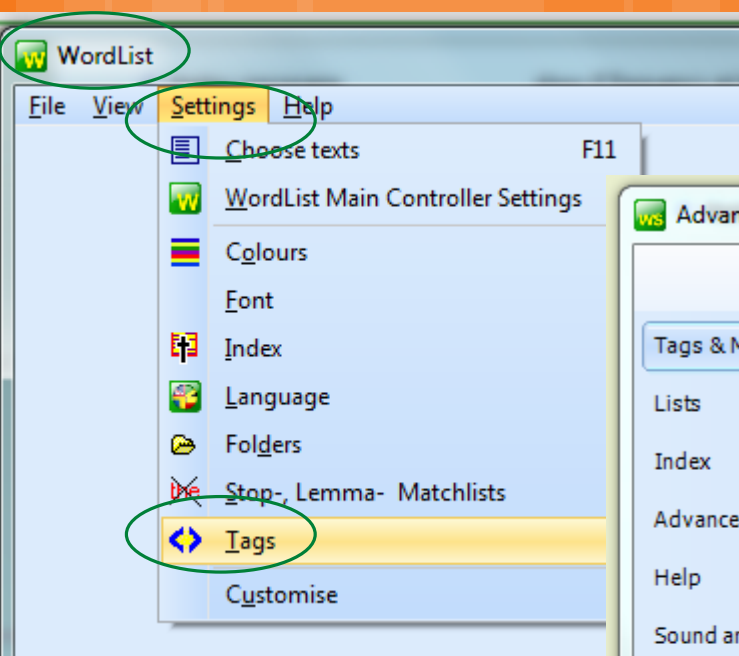 WordList
File View Settings Help
Choose texts F11
WordList Main Controller Settings
Colours
Font
Index
Language
Folders
Stop-, Lemma- Matchlists
Tags
Customise
Tags &
Lists
Index
Help
Sound